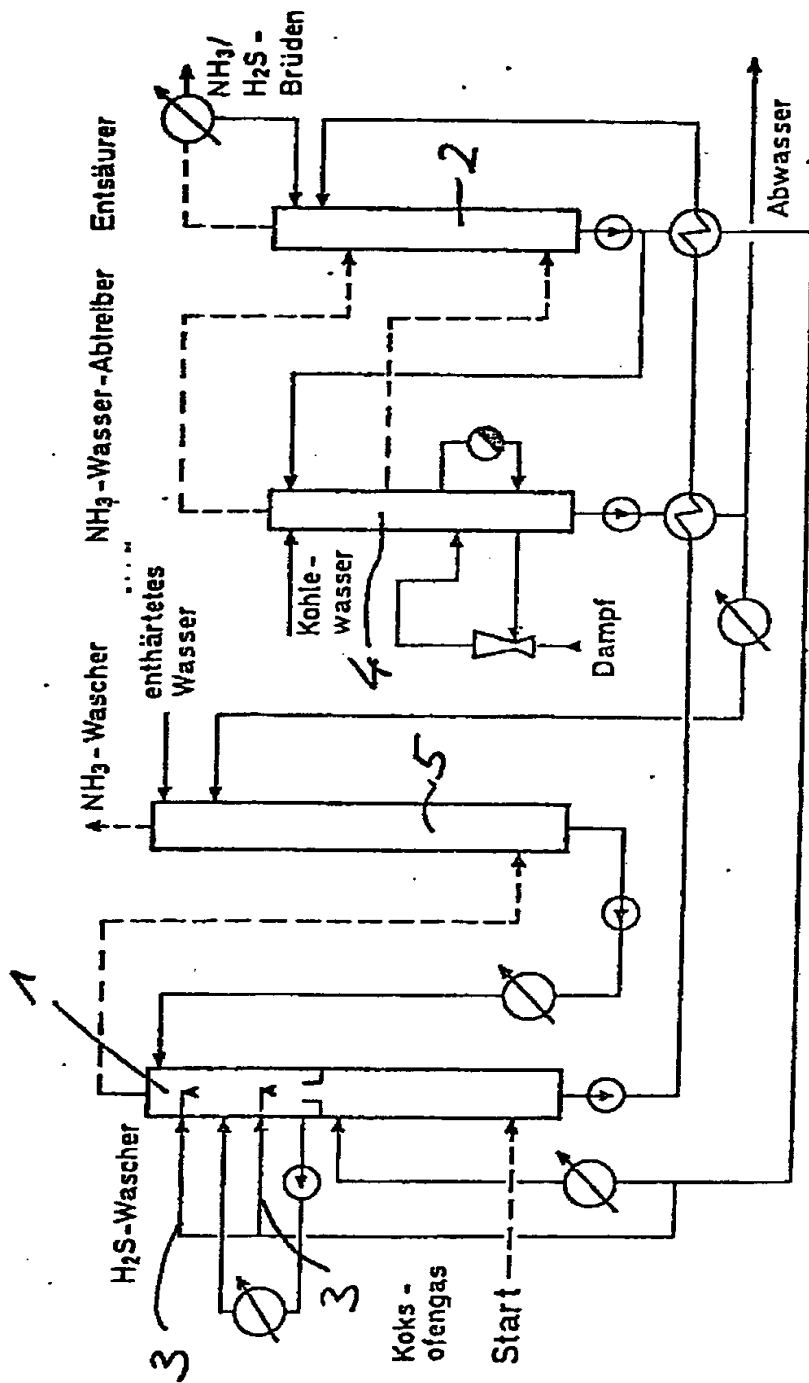 H₂S-Wascher
NH₃-Wascher
NH₃-Wasser-Abtreiber
Entsäurer
enthärtetes
Wasser
NH₃/
H₂S-
Brüden
1
5
4
2
3
3
Kohle-
wasser
Dampf
Koks-
ofengas
Start
Abwasser